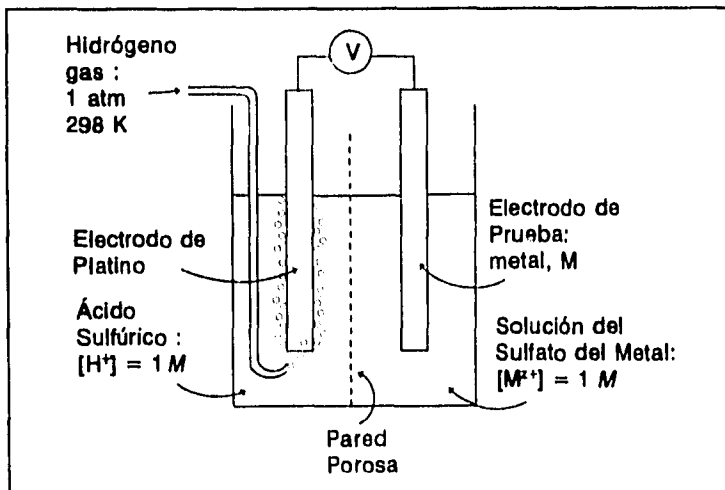 Hidrógeno
gas :
1 atm
298 K
V
Electrodo de
Platino
Ácido
Sulfúrico :
[H⁺] = 1 M
Electrodo de
Prueba:
metal, M
Solución del
Sulfato del Metal:
[Mᶻ⁺] = 1 M
Pared
Porosa